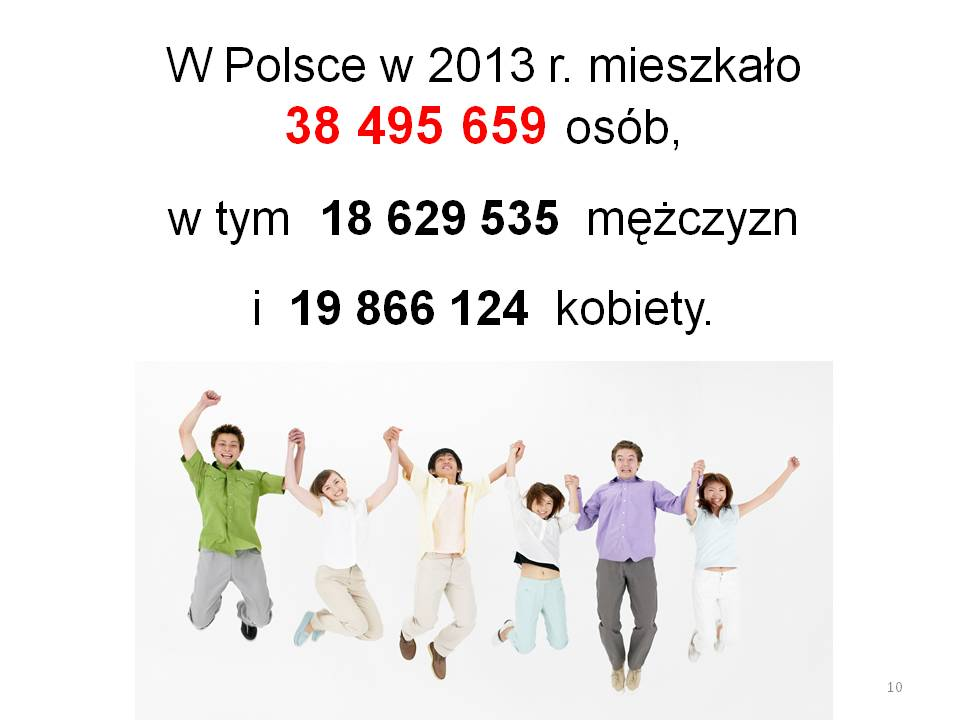 W Polsce w 2013 r. mieszkało
38 495 659 osób,
w tym 18 629 535 mężczyzn
i 19 866 124 kobiety.
10